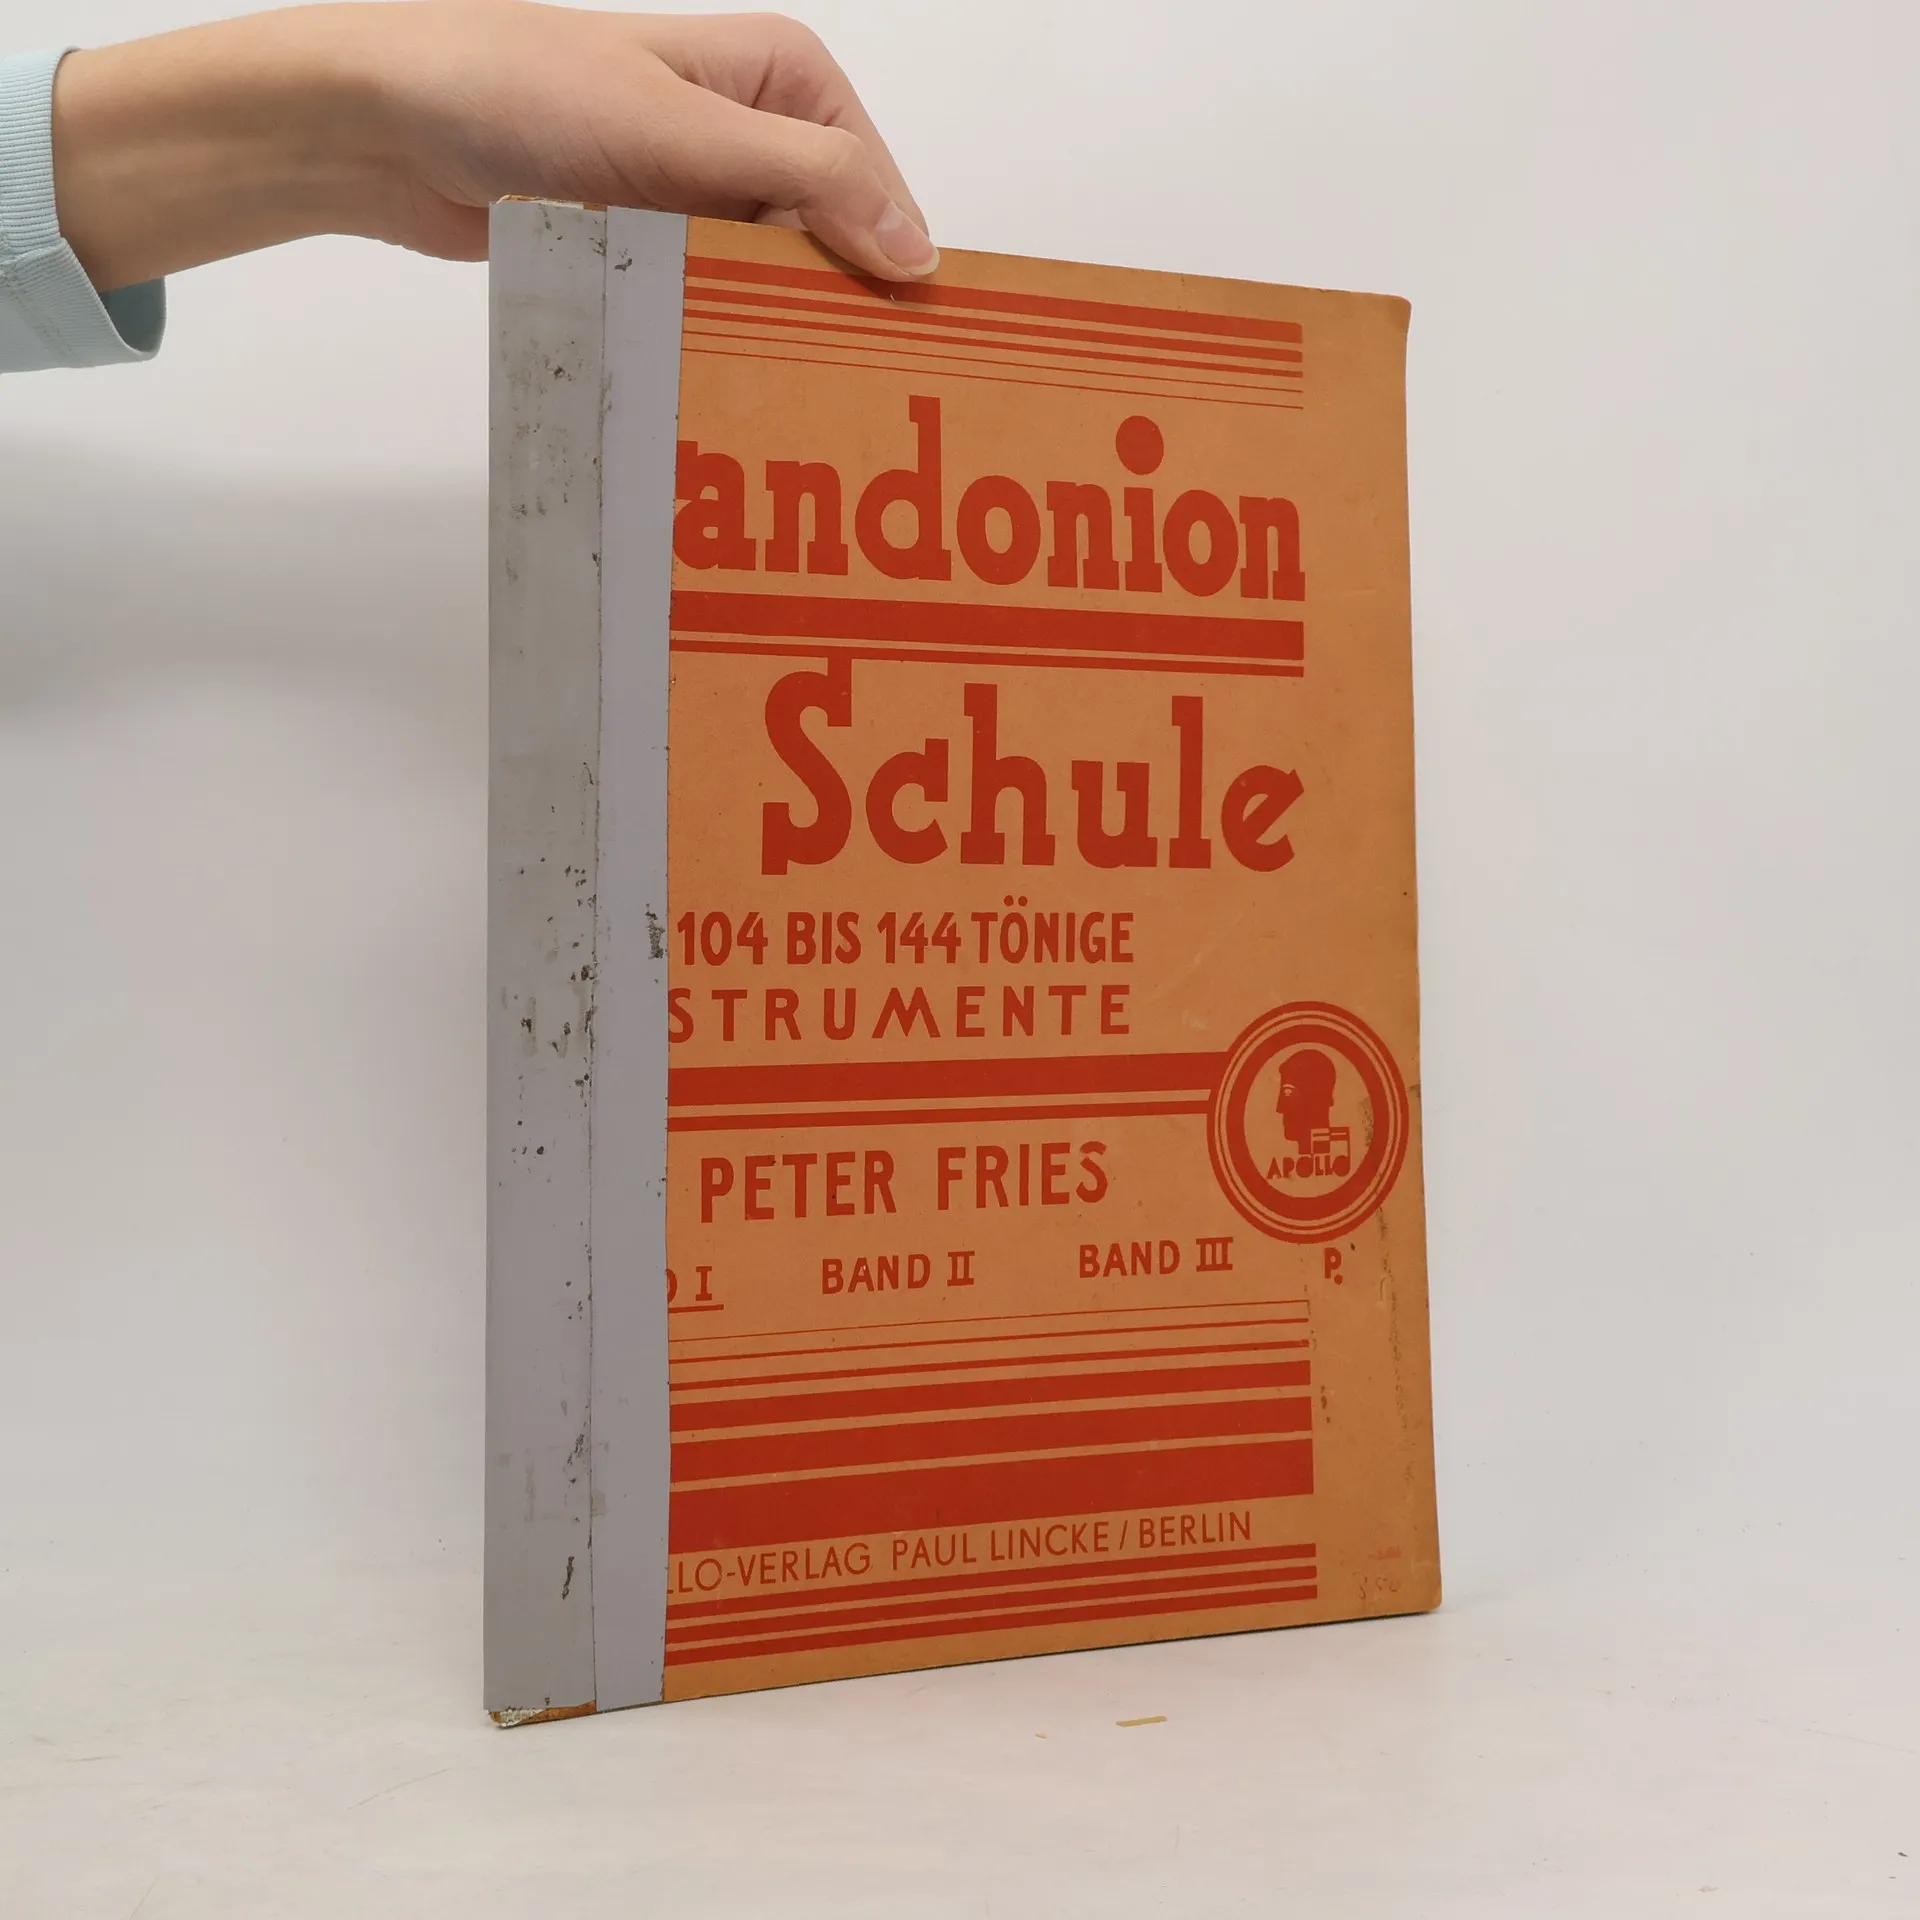 andonion
Schule
104 BIS 144 TÖNIGE
STRUMENTE
APOLLO
PETER FRIES
D I BAND II BAND III P.
LLO-VERLAG PAUL LINCKE / BERLIN